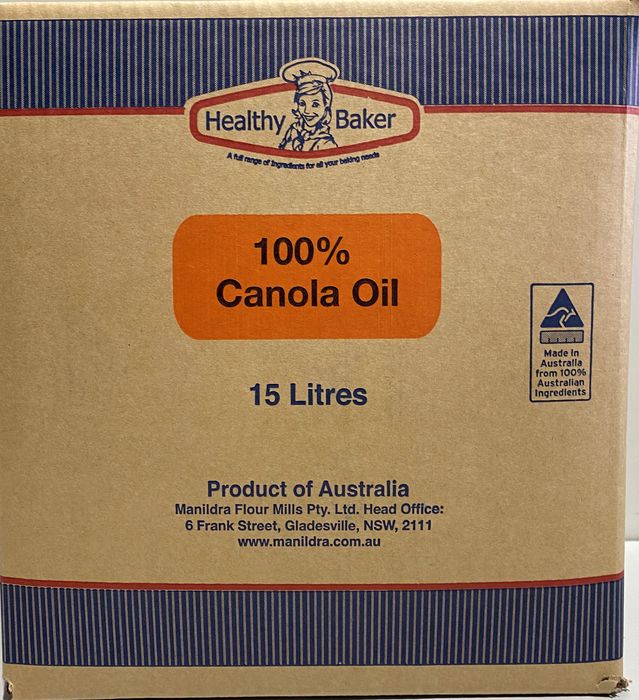 Healthy Baker
A full range of Ingredients for all your baking needs
100%
Canola Oil
15 Litres
Made In
Australia
from 100%
Australian
Ingredients
Product of Australia
Manildra Flour Mills Pty. Ltd. Head Office:
6 Frank Street, Gladesville, NSW, 2111
www.manildra.com.au